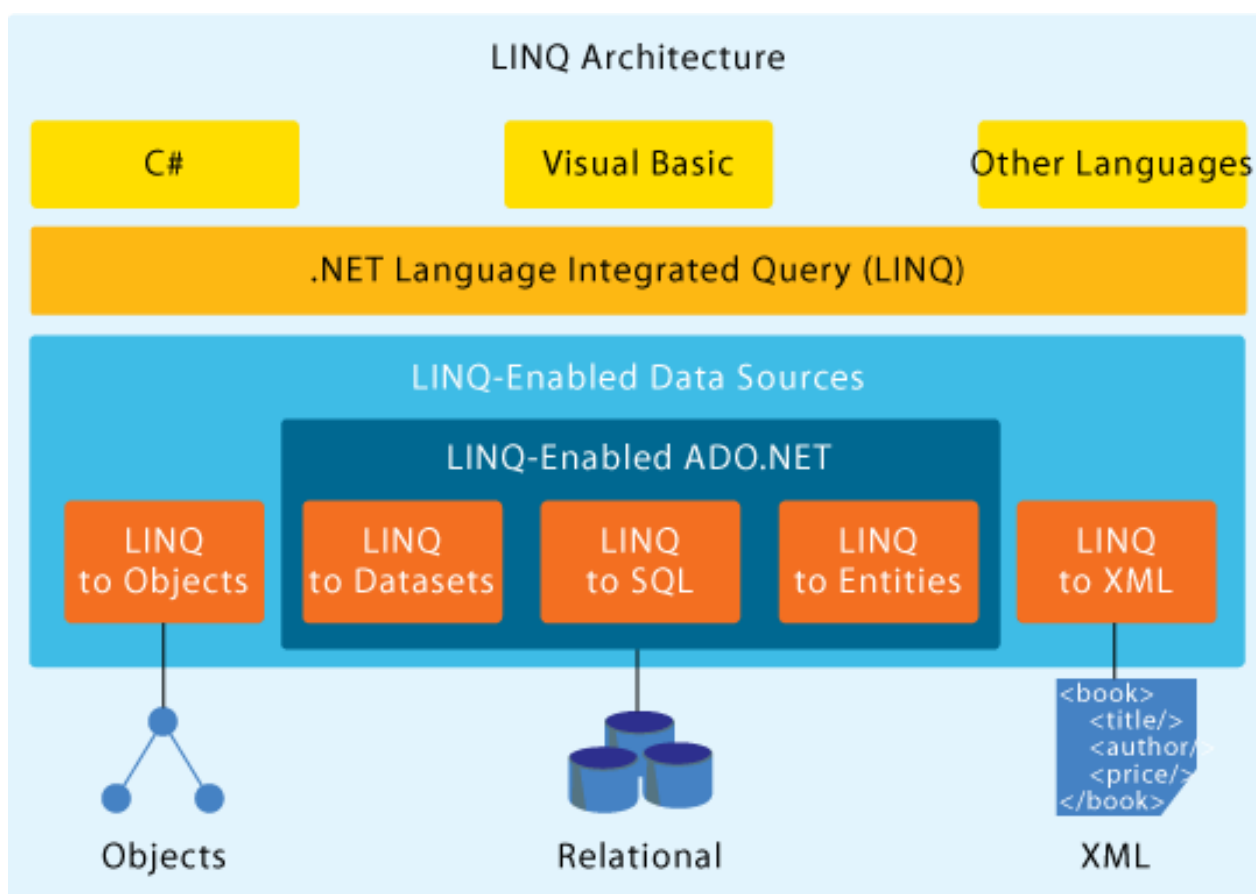 LINQ Architecture
C#
Visual Basic
Other Languages
.NET Language Integrated Query (LINQ)
LINQ-Enabled Data Sources
LINQ-Enabled ADO.NET
LINQ
to Objects
LINQ
to Datasets
LINQ
to SQL
LINQ
to Entities
LINQ
to XML
<book>
<title/>
<author/>
<price/>
</book>
Objects
Relational
XML